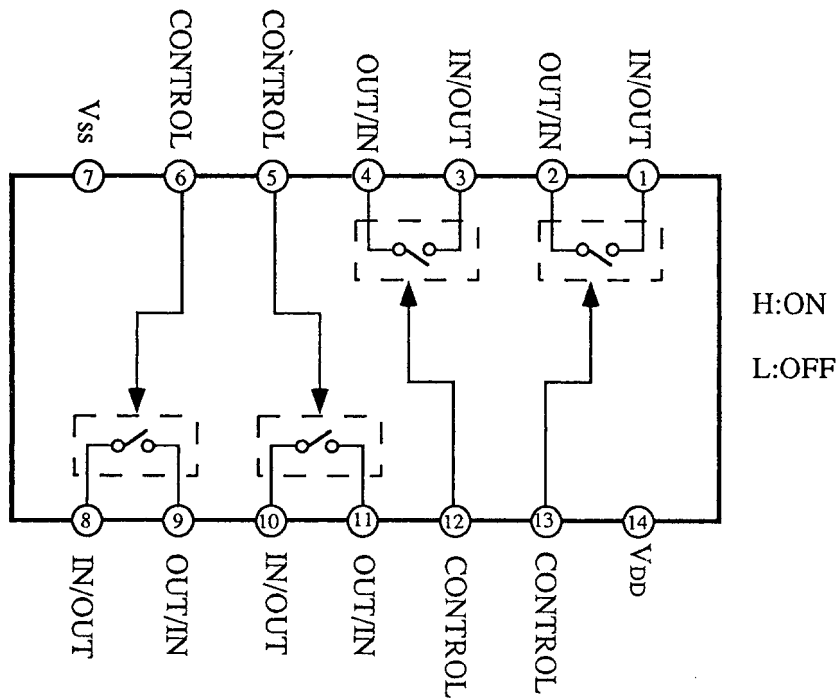 Vss
CONTROL
CONTROL
OUT/IN
IN/OUT
OUT/IN
IN/OUT
7
6
5
4
3
2
1
H:ON
L:OFF
8
9
10
11
12
13
14
IN/OUT
OUT/IN
IN/OUT
OUT/IN
CONTROL
CONTROL
VDD